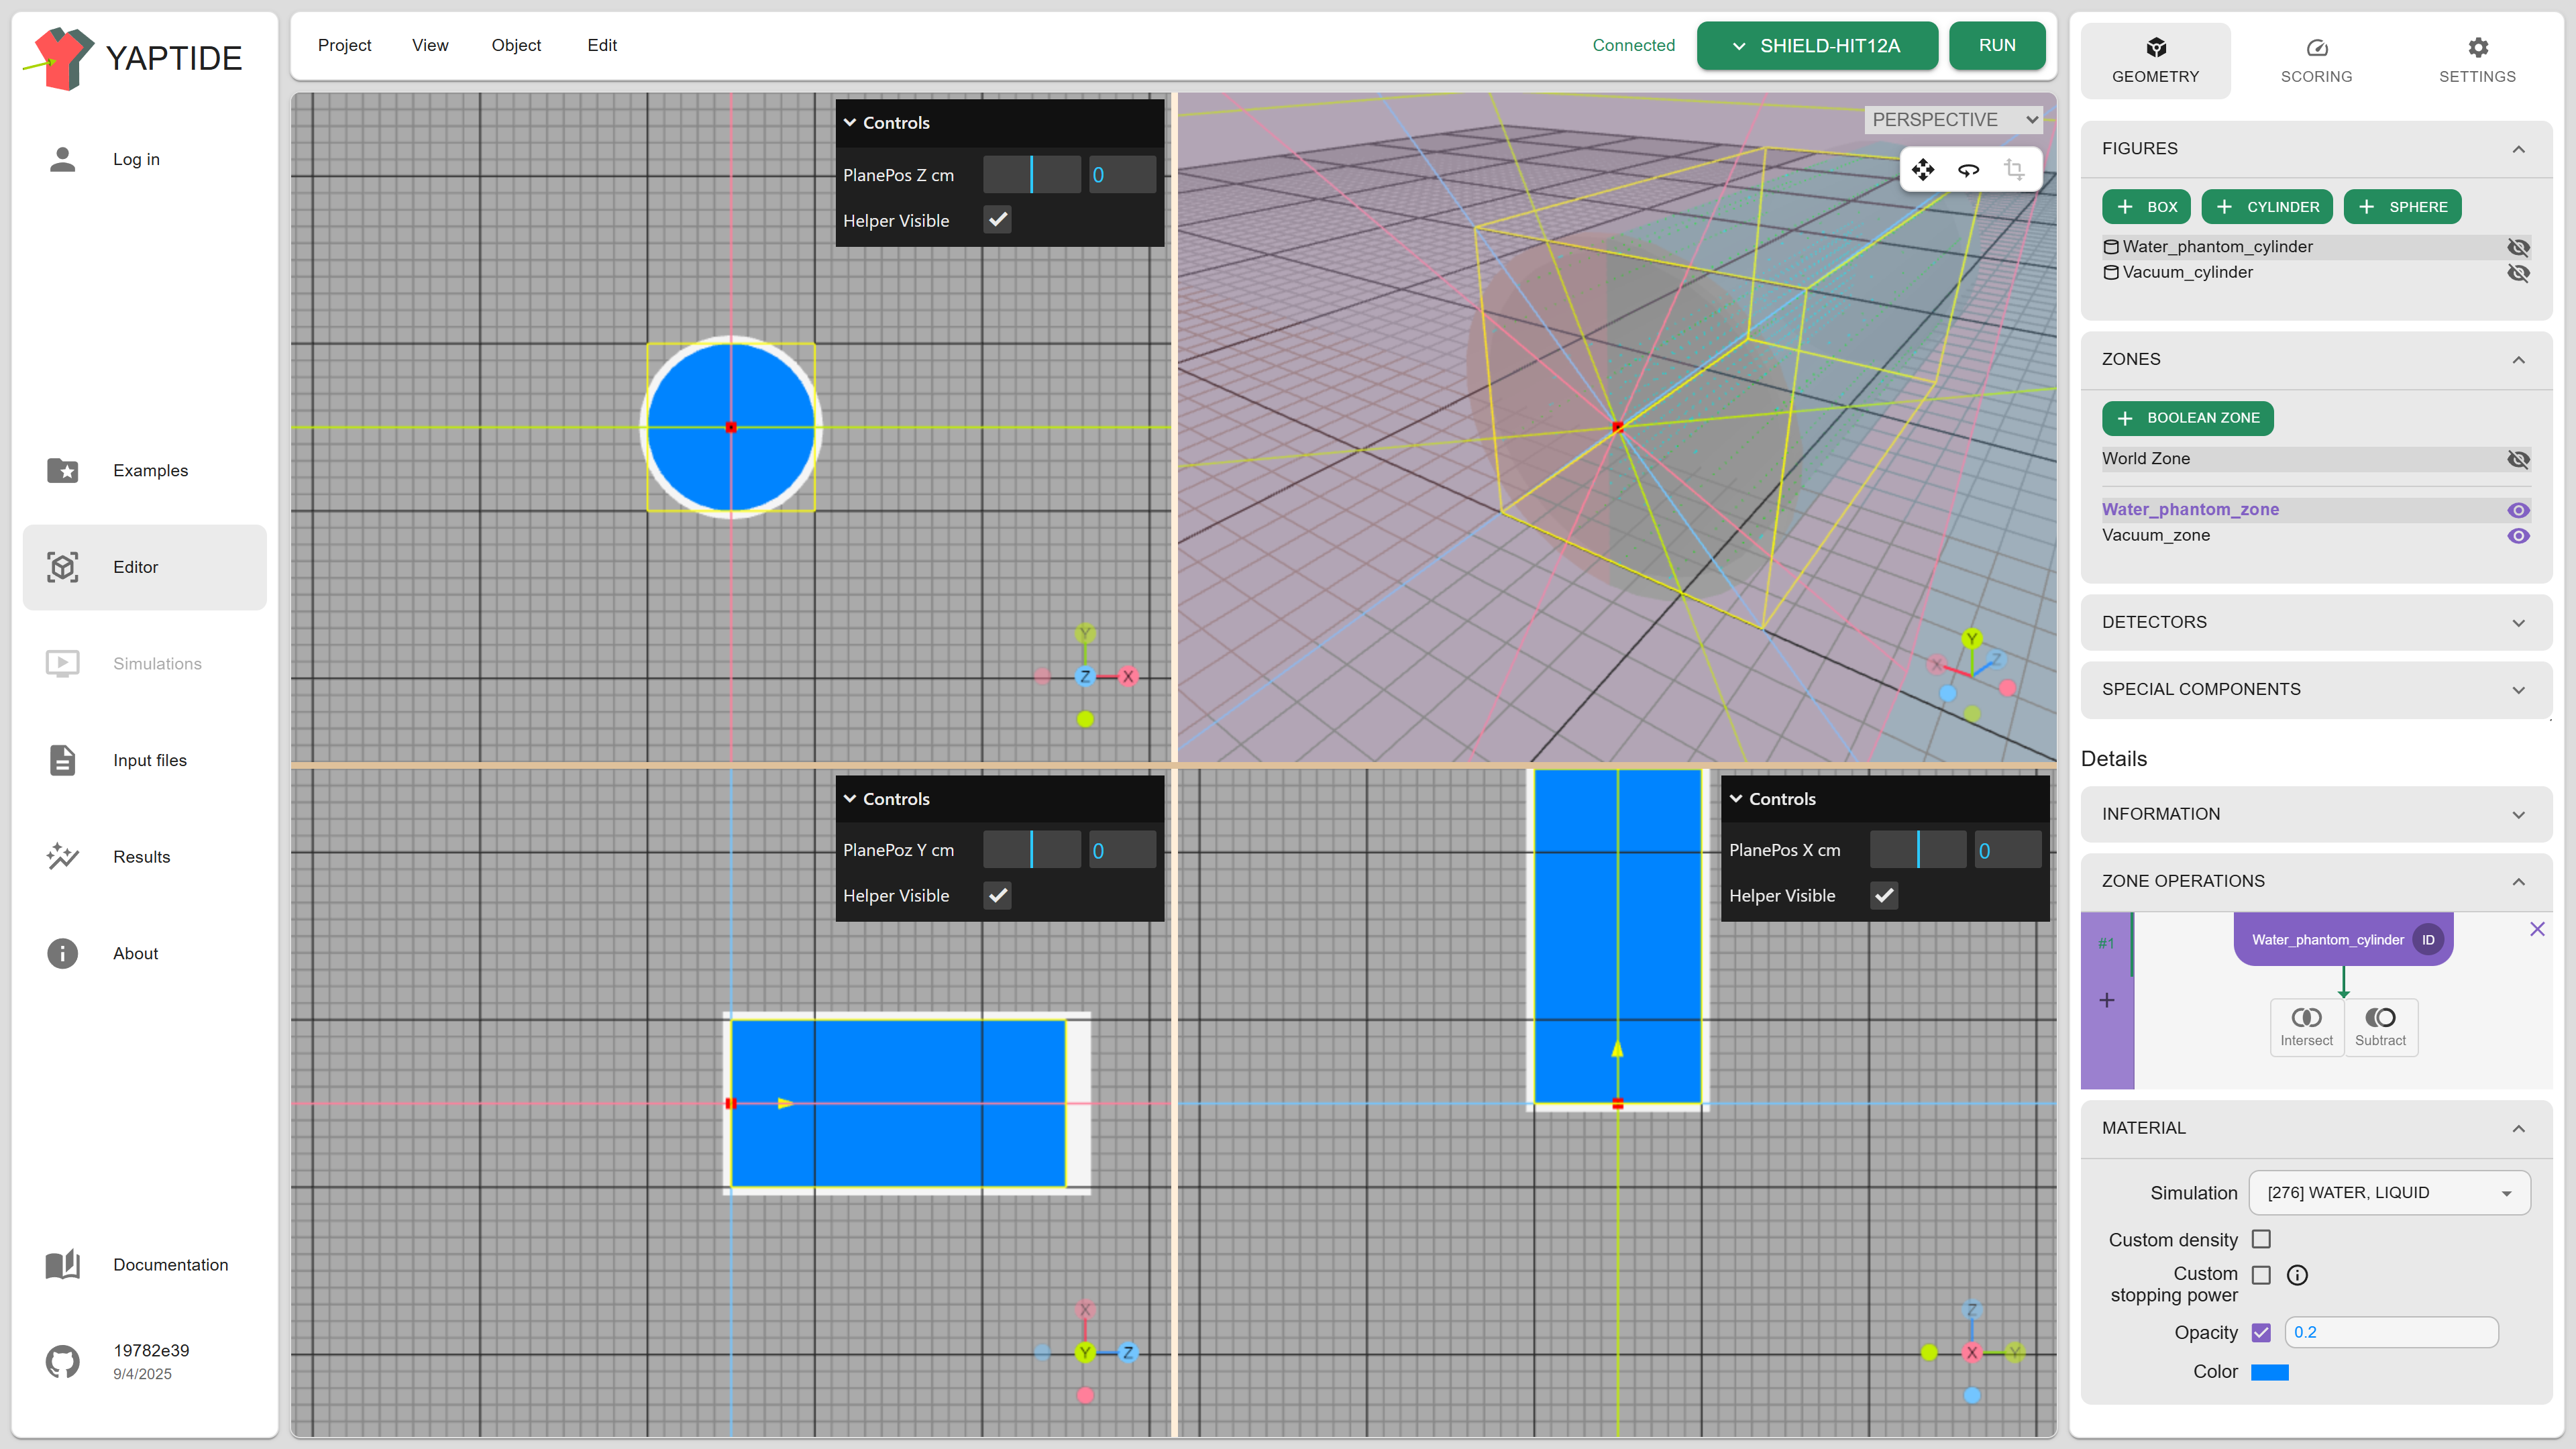 YAPTIDE
Log in
Examples
Editor
Simulations
Input files
Results
About
Documentation
19782e39
9/4/2025
Project View Object Edit
Connected
SHIELD-HIT12A
RUN
Controls
PlanePos Z cm 0
Helper Visible
Y
Z X
PERSPECTIVE
Y
X Z
Controls
PlanePoz Y cm 0
Helper Visible
X
Y Z
Controls
PlanePos X cm 0
Helper Visible
Z
X Y
GEOMETRY SCORING SETTINGS
FIGURES
BOX CYLINDER SPHERE
Water_phantom_cylinder
Vacuum_cylinder
ZONES
BOOLEAN ZONE
World Zone
Water_phantom_zone
Vacuum_zone
DETECTORS
SPECIAL COMPONENTS
Details
INFORMATION
ZONE OPERATIONS
#1
Water_phantom_cylinder ID
Intersect Subtract
MATERIAL
Simulation [276] WATER, LIQUID
Custom density
Custom
stopping power
Opacity 0.2
Color